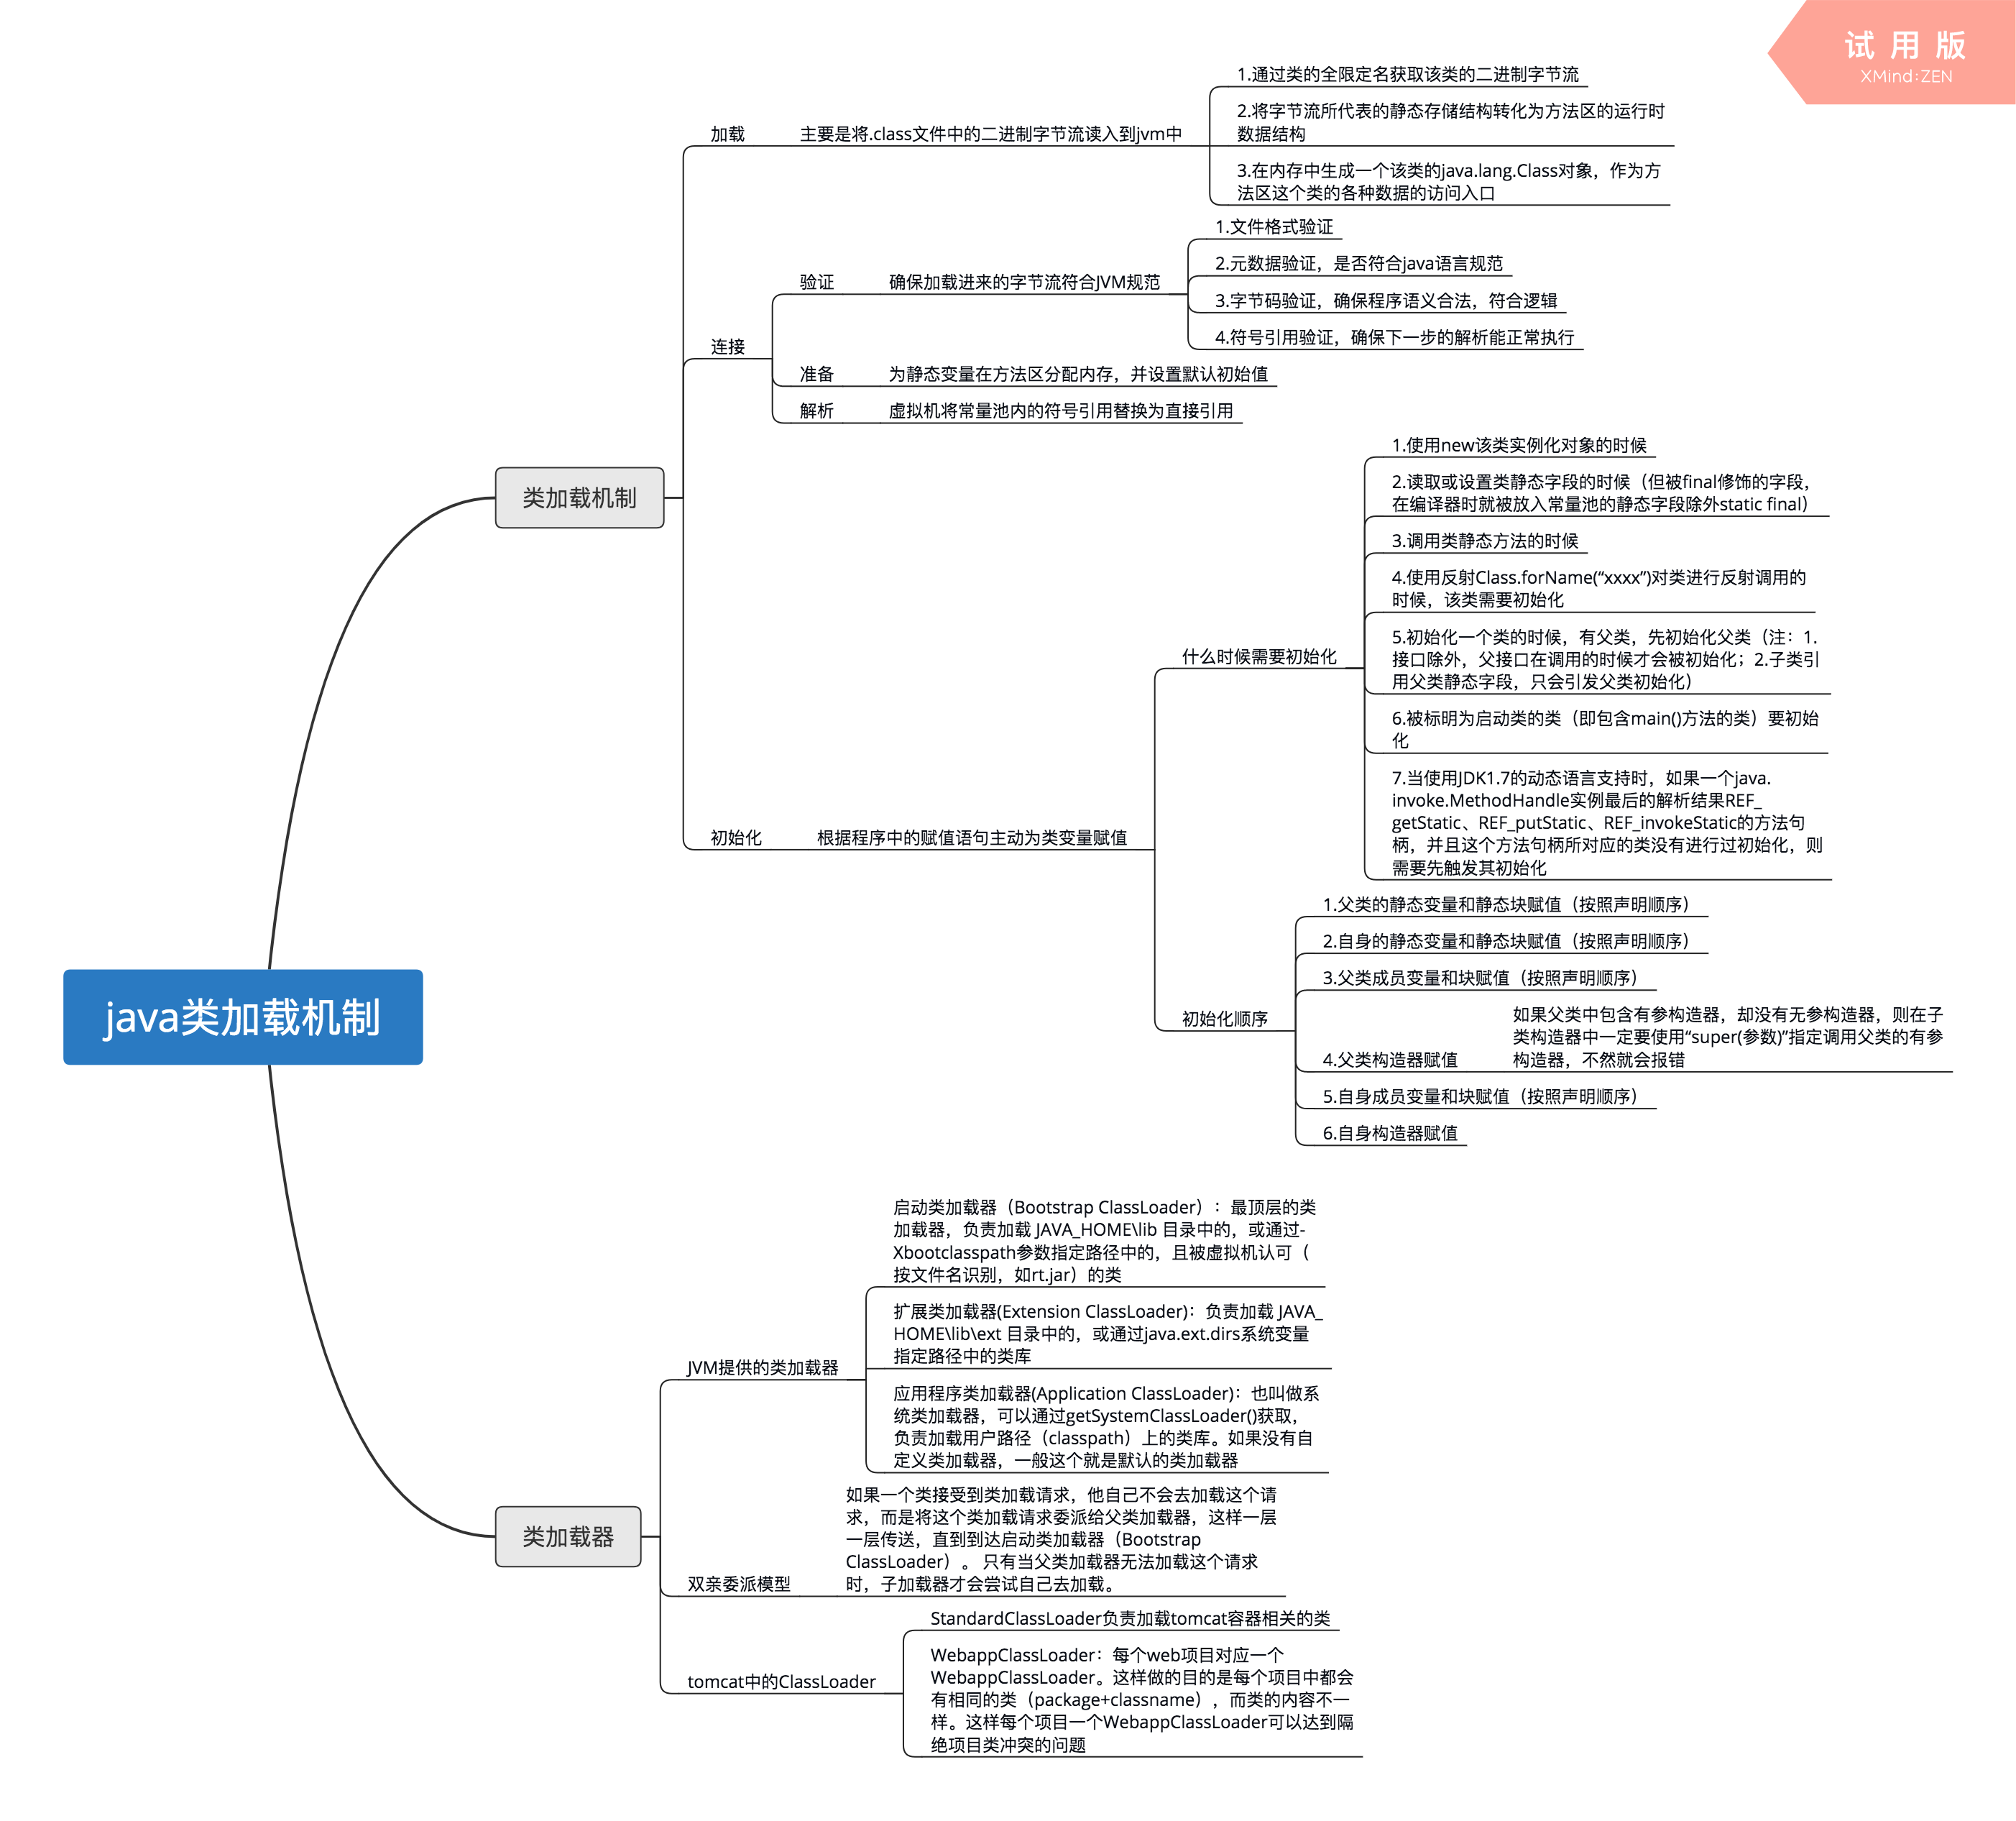 试用版
XMind:ZEN
java类加载机制
类加载机制
加载
主要是将.class文件中的二进制字节流读入到jvm中
1.通过类的全限定名获取该类的二进制字节流
2.将字节流所代表的静态存储结构转化为方法区的运行时
数据结构
3.在内存中生成一个该类的java.lang.Class对象，作为方
法区这个类的各种数据的访问入口
连接
验证
确保加载进来的字节流符合JVM规范
1.文件格式验证
2.元数据验证，是否符合java语言规范
3.字节码验证，确保程序语义合法，符合逻辑
4.符号引用验证，确保下一步的解析能正常执行
准备
为静态变量在方法区分配内存，并设置默认初始值
解析
虚拟机将常量池内的符号引用替换为直接引用
初始化
根据程序中的赋值语句主动为类变量赋值
什么时候需要初始化
1.使用new该类实例化对象的时候
2.读取或设置类静态字段的时候（但被final修饰的字段，
在编译器时就被放入常量池的静态字段除外static final）
3.调用类静态方法的时候
4.使用反射Class.forName(“xxxx”)对类进行反射调用的
时候，该类需要初始化
5.初始化一个类的时候，有父类，先初始化父类（注：1.
接口除外，父接口在调用的时候才会被初始化；2.子类引
用父类静态字段，只会引发父类初始化）
6.被标明为启动类的类（即包含main()方法的类）要初始
化
7.当使用JDK1.7的动态语言支持时，如果一个java.
invoke.MethodHandle实例最后的解析结果REF_
getStatic、REF_putStatic、REF_invokeStatic的方法句
柄，并且这个方法句柄所对应的类没有进行过初始化，则
需要先触发其初始化
初始化顺序
1.父类的静态变量和静态块赋值（按照声明顺序）
2.自身的静态变量和静态块赋值（按照声明顺序）
3.父类成员变量和块赋值（按照声明顺序）
4.父类构造器赋值
如果父类中包含有参构造器，却没有无参构造器，则在子
类构造器中一定要使用“super(参数)”指定调用父类的有参
构造器，不然就会报错
5.自身成员变量和块赋值（按照声明顺序）
6.自身构造器赋值
类加载器
JVM提供的类加载器
启动类加载器（Bootstrap ClassLoader）：最顶层的类
加载器，负责加载 JAVA_HOME\lib 目录中的，或通过-
Xbootclasspath参数指定路径中的，且被虚拟机认可（
按文件名识别，如rt.jar）的类
扩展类加载器(Extension ClassLoader)：负责加载 JAVA_
HOME\lib\ext 目录中的，或通过java.ext.dirs系统变量
指定路径中的类库
应用程序类加载器(Application ClassLoader)：也叫做系
统类加载器，可以通过getSystemClassLoader()获取，
负责加载用户路径（classpath）上的类库。如果没有自
定义类加载器，一般这个就是默认的类加载器
双亲委派模型
如果一个类接受到类加载请求，他自己不会去加载这个请
求，而是将这个类加载请求委派给父类加载器，这样一层
一层传送，直到到达启动类加载器（Bootstrap
ClassLoader）。 只有当父类加载器无法加载这个请求
时，子加载器才会尝试自己去加载。
tomcat中的ClassLoader
StandardClassLoader负责加载tomcat容器相关的类
WebappClassLoader：每个web项目对应一个
WebappClassLoader。这样做的目的是每个项目中都会
有相同的类（package+classname），而类的内容不一
样。这样每个项目一个WebappClassLoader可以达到隔
绝项目类冲突的问题